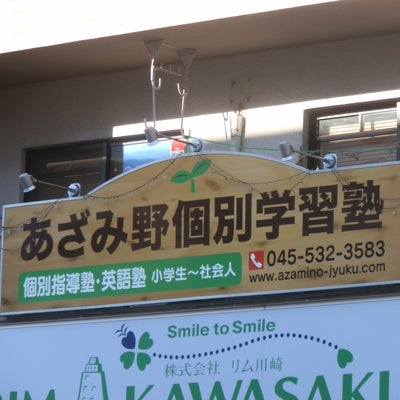 あざみ野個別学習塾
個別指導塾・英語塾 小学生～社会人
045-532-3583
www.azamino-jyuku.com
Smile to Smile
株式会社 リム川崎
KAWASAKI